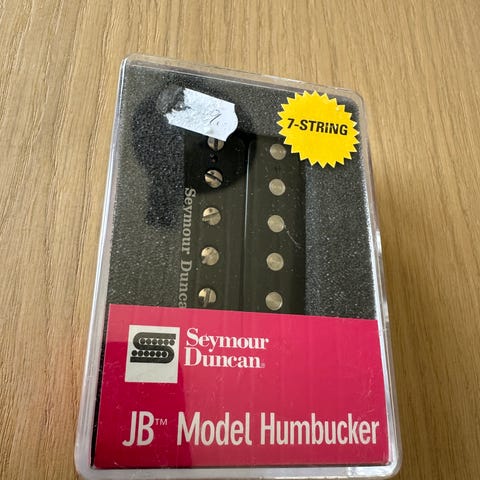 7-STRING
Seymour Duncan
Seymour
Duncan®
JB™ Model Humbucker